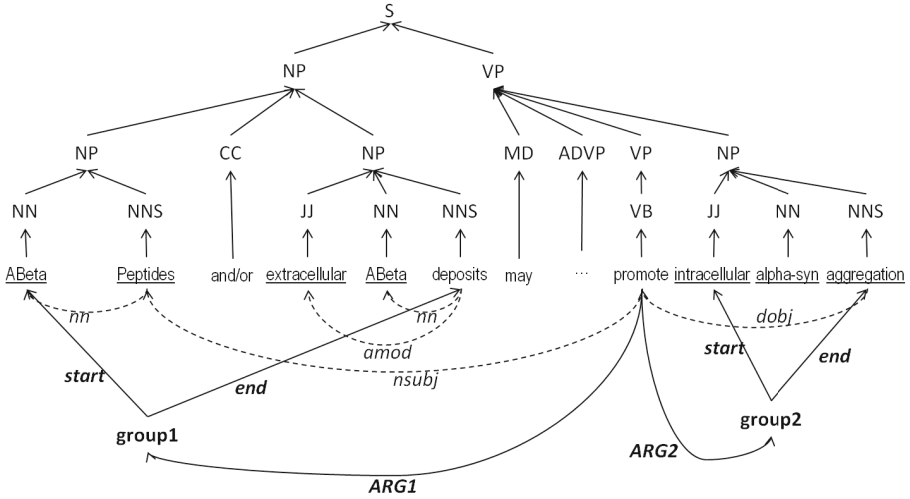 S
NP VP
NP CC NP MD ADVP VP NP
NN NNS JJ NN NNS VB JJ NN NNS
ABeta Peptides and/or extracellular ABeta deposits may ... promote intracellular alpha-syn aggregation
nn nn dobj
amod start end
start end nsubj
group1 group2
ARG2
ARG1